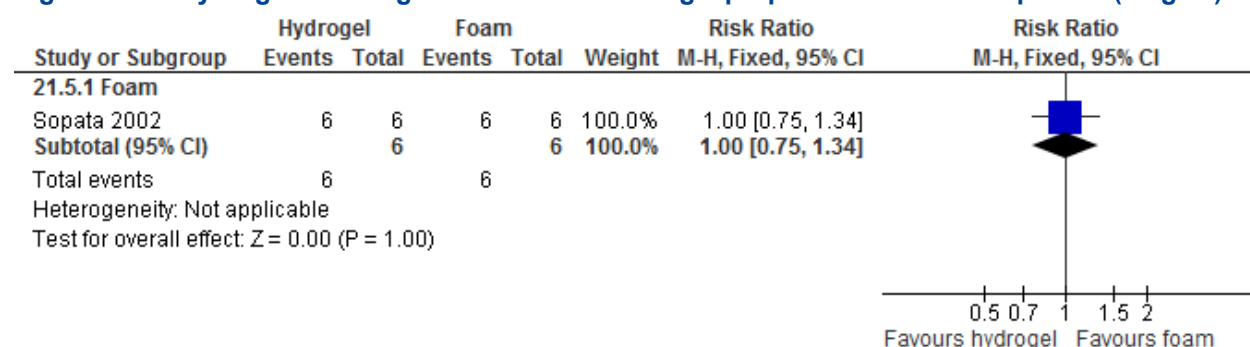 Hydrogel Foam Risk Ratio Risk Ratio
Study or Subgroup Events Total Events Total Weight M-H, Fixed, 95% CI M-H, Fixed, 95% CI
21.5.1 Foam
Sopata 2002 6 6 6 6 100.0% 1.00 [0.75, 1.34]
Subtotal (95% CI) 6 6 100.0% 1.00 [0.75, 1.34]
Total events 6 6
Heterogeneity: Not applicable
Test for overall effect: Z = 0.00 (P = 1.00)
0.5 0.7 1 1.5 2
Favours hydrogel Favours foam